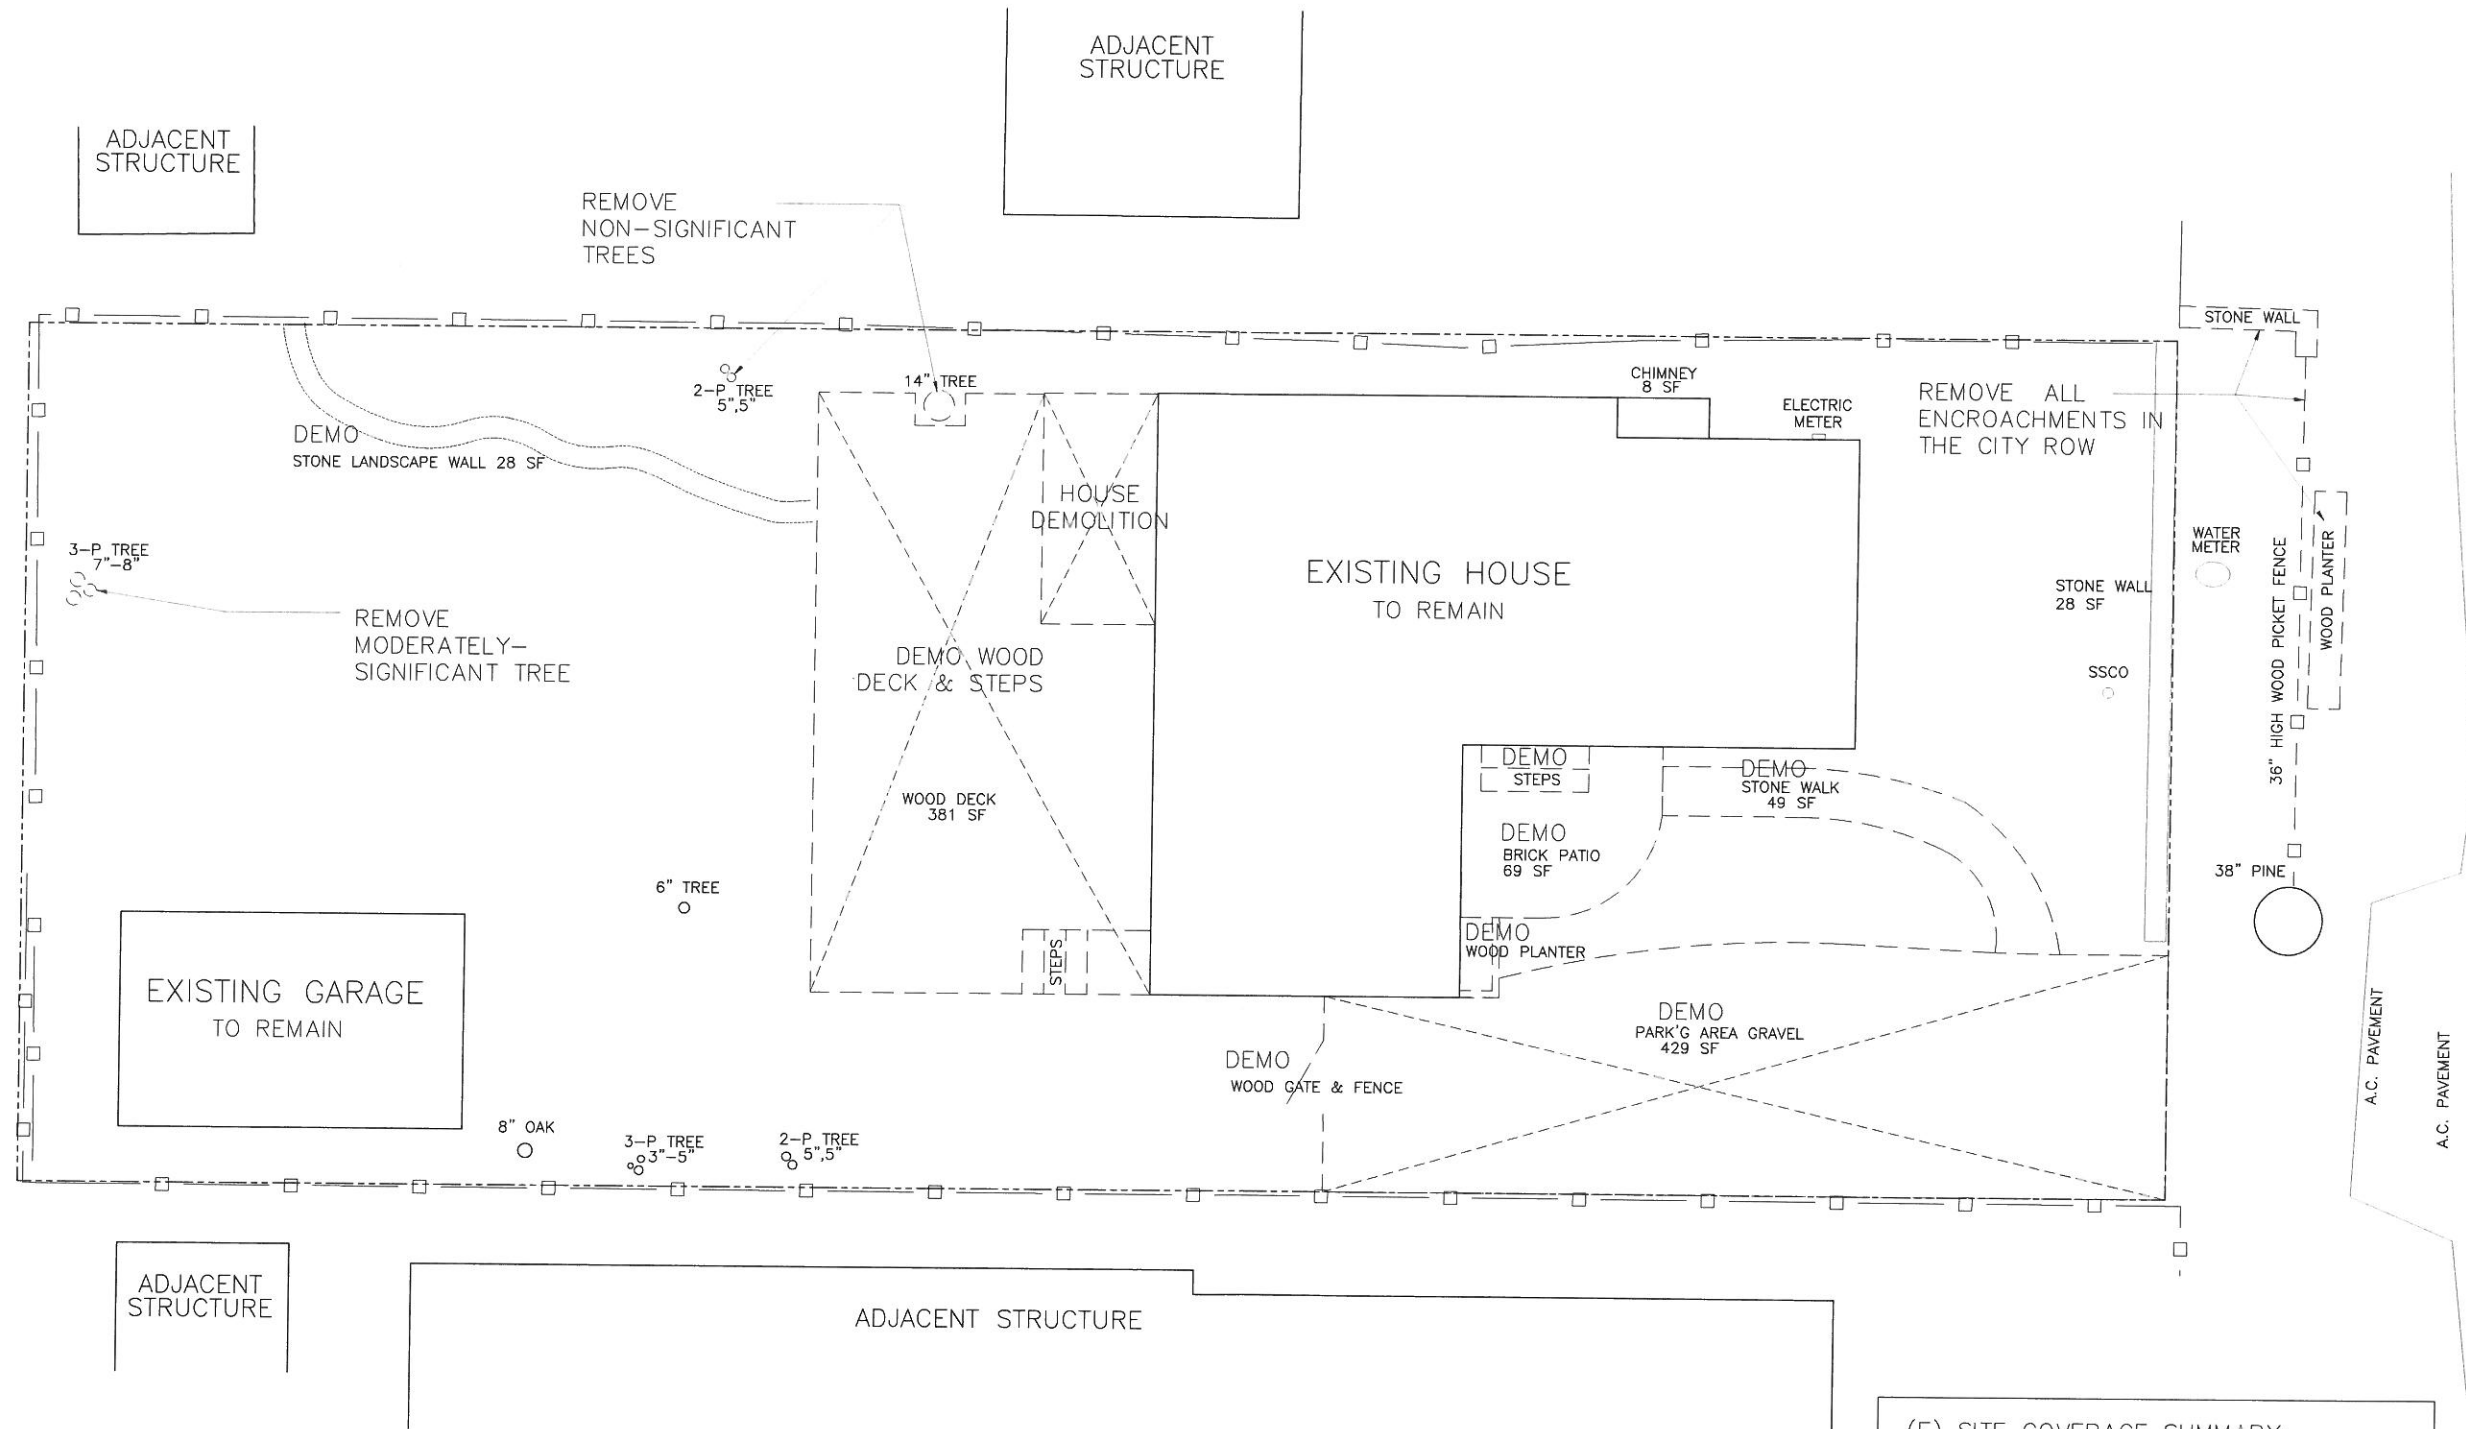 ADJACENT
STRUCTURE
ADJACENT
STRUCTURE
REMOVE
NON-SIGNIFICANT
TREES
STONE WALL
14" TREE
2-P TREE
5",5"
CHIMNEY
8 SF
ELECTRIC
METER
REMOVE ALL
ENCROACHMENTS IN
THE CITY ROW
DEMO
STONE LANDSCAPE WALL 28 SF
HOUSE
DEMOLITION
3-P TREE
7"-8"
REMOVE
MODERATELY-
SIGNIFICANT TREE
EXISTING HOUSE
TO REMAIN
WATER
METER
STONE WALL
28 SF
36" HIGH WOOD PICKET FENCE
WOOD PLANTER
DEMO WOOD
DECK & STEPS
SSCO
DEMO
STEPS
DEMO
STONE WALK
49 SF
WOOD DECK
381 SF
DEMO
BRICK PATIO
69 SF
38" PINE
6" TREE
STEPS
DEMO
WOOD PLANTER
EXISTING GARAGE
TO REMAIN
DEMO
PARK'G AREA GRAVEL
429 SF
DEMO
WOOD GATE & FENCE
A.C. PAVEMENT
A.C. PAVEMENT
8" OAK
3-P TREE
3"-5"
2-P TREE
5",5"
ADJACENT
STRUCTURE
ADJACENT STRUCTURE
(E) SITE COVERAGE SUMMARY